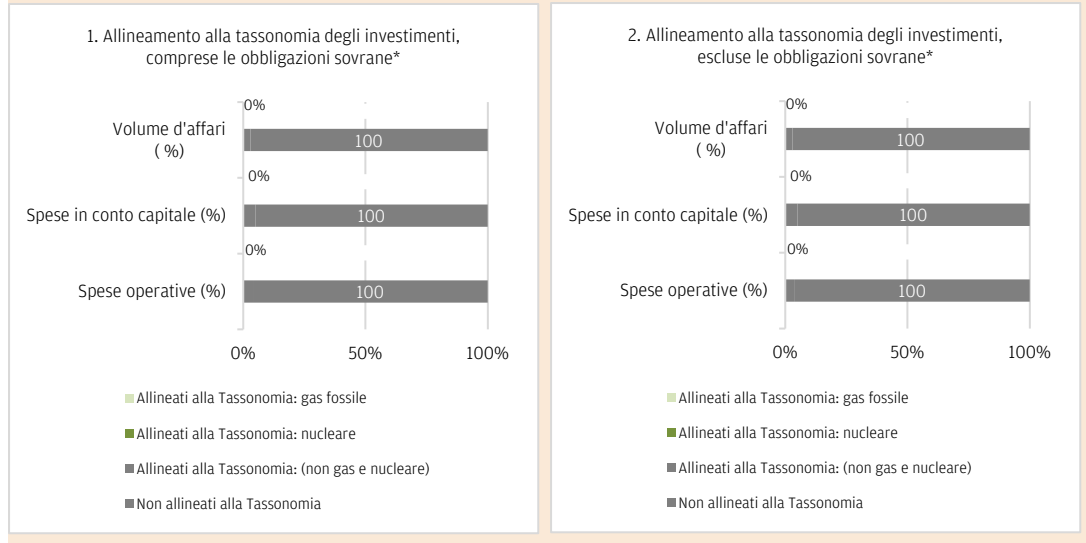 1. Allineamento alla tassonomia degli investimenti,
comprese le obbligazioni sovrane*
0%
Volume d'affari
( %)
100
0%
Spese in conto capitale (%)
100
0%
Spese operative (%)
100
0%
50%
100%
Allineati alla Tassonomia: gas fossile
Allineati alla Tassonomia: nucleare
Allineati alla Tassonomia: (non gas e nucleare)
Non allineati alla Tassonomia
2. Allineamento alla tassonomia degli investimenti,
escluse le obbligazioni sovrane*
0%
Volume d'affari
( %)
100
0%
Spese in conto capitale (%)
100
0%
Spese operative (%)
100
0%
50%
100%
Allineati alla Tassonomia: gas fossile
Allineati alla Tassonomia: nucleare
Allineati alla Tassonomia: (non gas e nucleare)
Non allineati alla Tassonomia